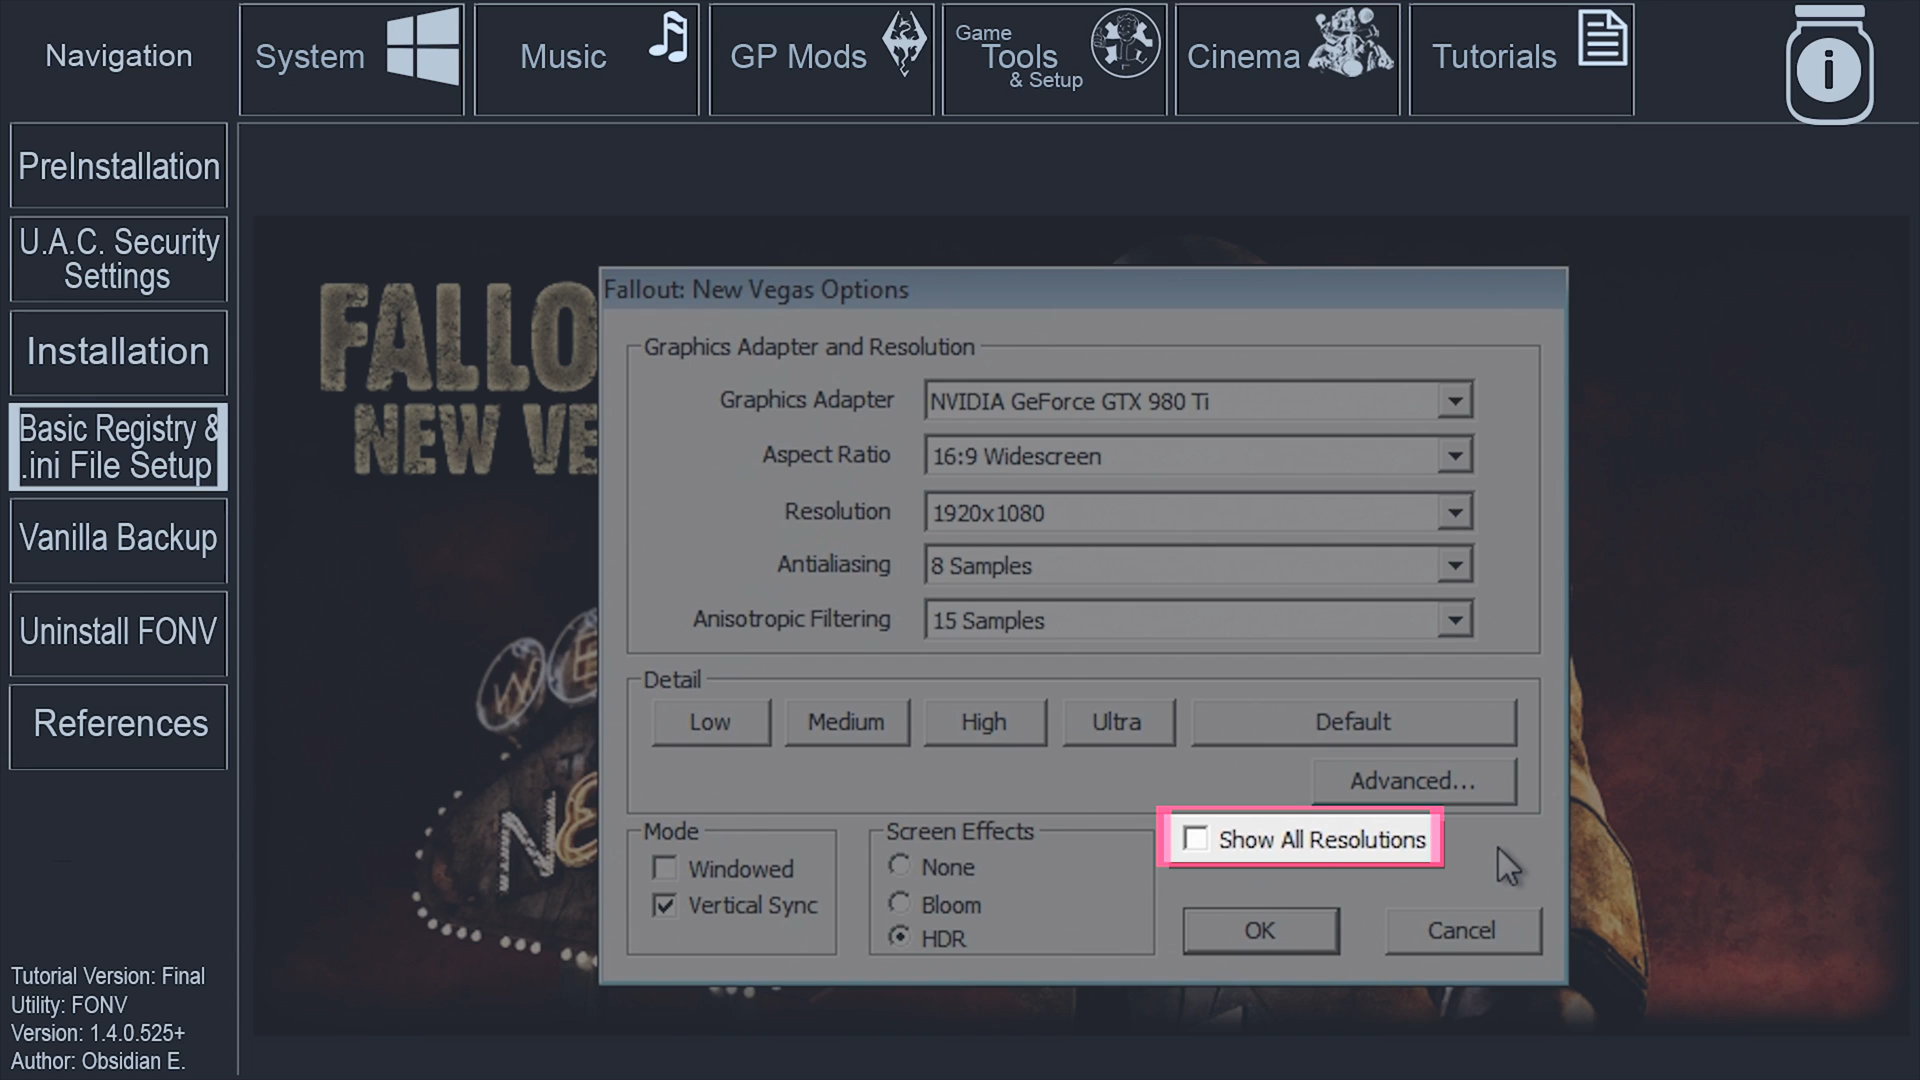 Navigation
System
Music
GP Mods
Game
Tools
& Setup
Cinema
Tutorials
i
PreInstallation
U.A.C. Security
Settings
Installation
Basic Registry &
.ini File Setup
Vanilla Backup
Uninstall FONV
References
Tutorial Version: Final
Utility: FONV
Version: 1.4.0.525+
Author: Obsidian E.
FALLO
NEW VE
WE
NE
Fallout: New Vegas Options
Graphics Adapter and Resolution
Graphics Adapter NVIDIA GeForce GTX 980 Ti
Aspect Ratio 16:9 Widescreen
Resolution 1920x1080
Antialiasing 8 Samples
Anisotropic Filtering 15 Samples
Detail
Low Medium High Ultra Default
Advanced...
Mode
Windowed
Vertical Sync
Screen Effects
None
Bloom
HDR
Show All Resolutions
OK Cancel